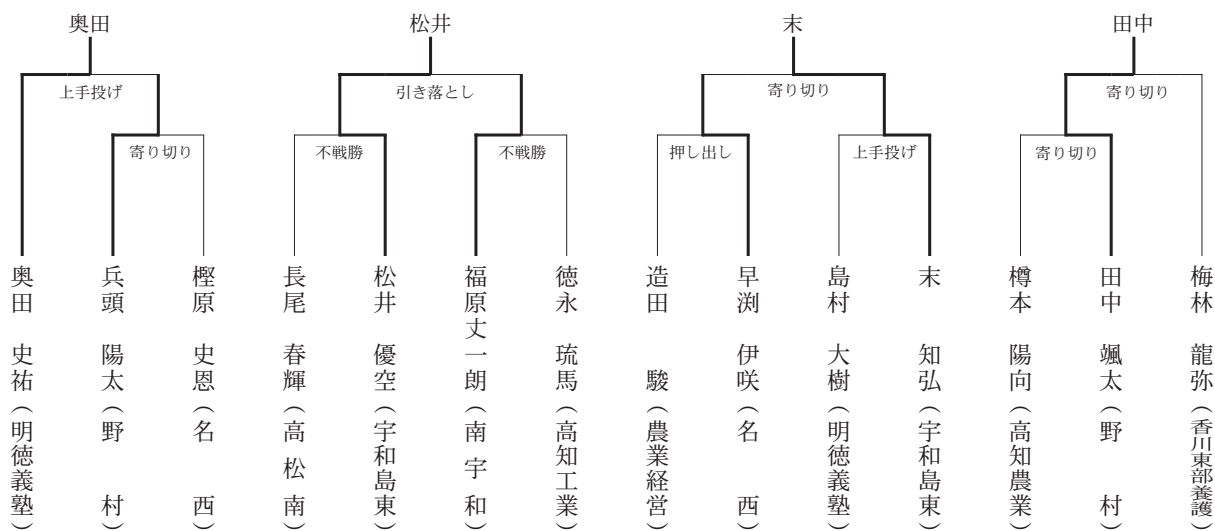 奥田
松井
末
田中
上手投げ
引き落とし
寄り切り
寄り切り
寄り切り
不戦勝
不戦勝
押し出し
上手投げ
寄り切り
奥田 史祐(明徳義塾)
兵頭 陽太(野村)
樫原 史恩(名西)
長尾 春輝(高松南)
松井 優空(宇和島東)
福原丈一朗(南宇和)
徳永 琉馬(高知工業)
造田 駿(農業経営)
早渕 伊咲(名西)
島村 大樹(明徳義塾)
末 知弘(宇和島東)
樽本 陽向(高知農業)
田中 颯太(野村)
梅林 龍弥(香川東部養護)